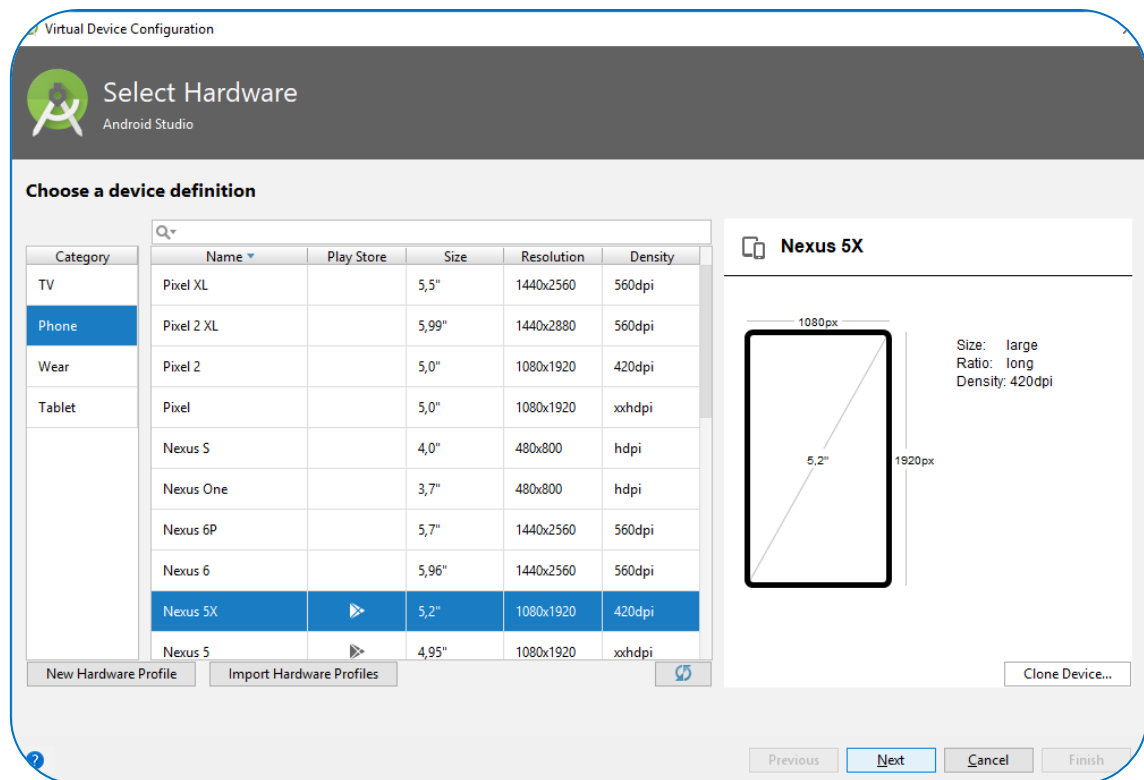 Virtual Device Configuration
Select Hardware
Android Studio
Choose a device definition
Category
TV
Phone
Wear
Tablet
Name Play Store Size Resolution Density
Pixel XL 5,5" 1440x2560 560dpi
Pixel 2 XL 5,99" 1440x2880 560dpi
Pixel 2 5,0" 1080x1920 420dpi
Pixel 5,0" 1080x1920 xxhdpi
Nexus S 4,0" 480x800 hdpi
Nexus One 3,7" 480x800 hdpi
Nexus 6P 5,7" 1440x2560 560dpi
Nexus 6 5,96" 1440x2560 560dpi
Nexus 5X 5,2" 1080x1920 420dpi
Nexus 5 4,95" 1080x1920 xxhdpi
New Hardware Profile Import Hardware Profiles
Nexus 5X
1080px
5,2"
1920px
Size: large
Ratio: long
Density: 420dpi
Clone Device...
?
Previous Next Cancel Finish